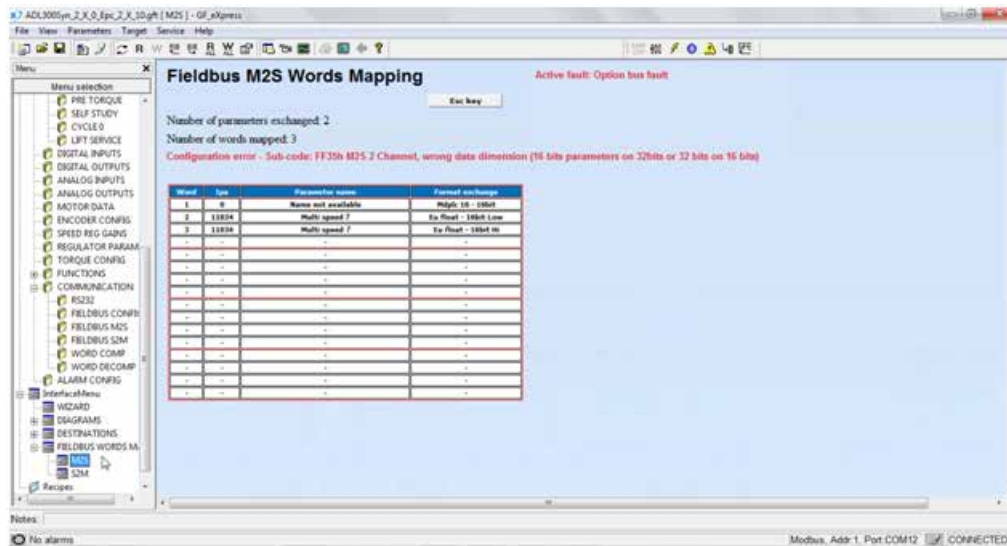 ADL300Syn_2_X_0_Epc_2_X_10.gft [ M2S ] - GF_eXpress
File View Parameters Target Service Help
Menu
Menu selection
PRE TORQUE
SELF STUDY
CYCLE 0
LIFT SERVICE
DIGITAL INPUTS
DIGITAL OUTPUTS
ANALOG INPUTS
ANALOG OUTPUTS
MOTOR DATA
ENCODER CONFIG
SPEED REG GAINS
REGULATOR PARAM
TORQUE CONFIG
FUNCTIONS
COMMUNICATION
RS232
FIELDBUS CONFIG
FIELDBUS M2S
FIELDBUS S2M
WORD COMP
WORD DECOMP
ALARM CONFIG
InterfaceMenu
WIZARD
DIAGRAMS
DESTINATIONS
FIELDBUS WORDS MA
M2S
S2M
Recipes
Fieldbus M2S Words Mapping
Active fault: Option bus fault
Esc key
Number of parameters exchanged: 2
Number of words mapped: 3
Configuration error - Sub-code: FF35h M2S 2 Channel, wrong data dimension (16 bits parameters on 32bits or 32 bits on 16 bits)
Word Ipa Parameter name Format exchange
1 0 Name not available Mdplc 16 - 16bit
2 11034 Multi speed 7 Eu float - 16bit Low
3 11034 Multi speed 7 Eu float - 16bit Hi
- - - -
- - - -
- - - -
- - - -
- - - -
- - - -
- - - -
- - - -
- - - -
- - - -
- - - -
- - - -
- - - -
Notes:
No alarms
Modbus, Addr 1, Port COM12 CONNECTED